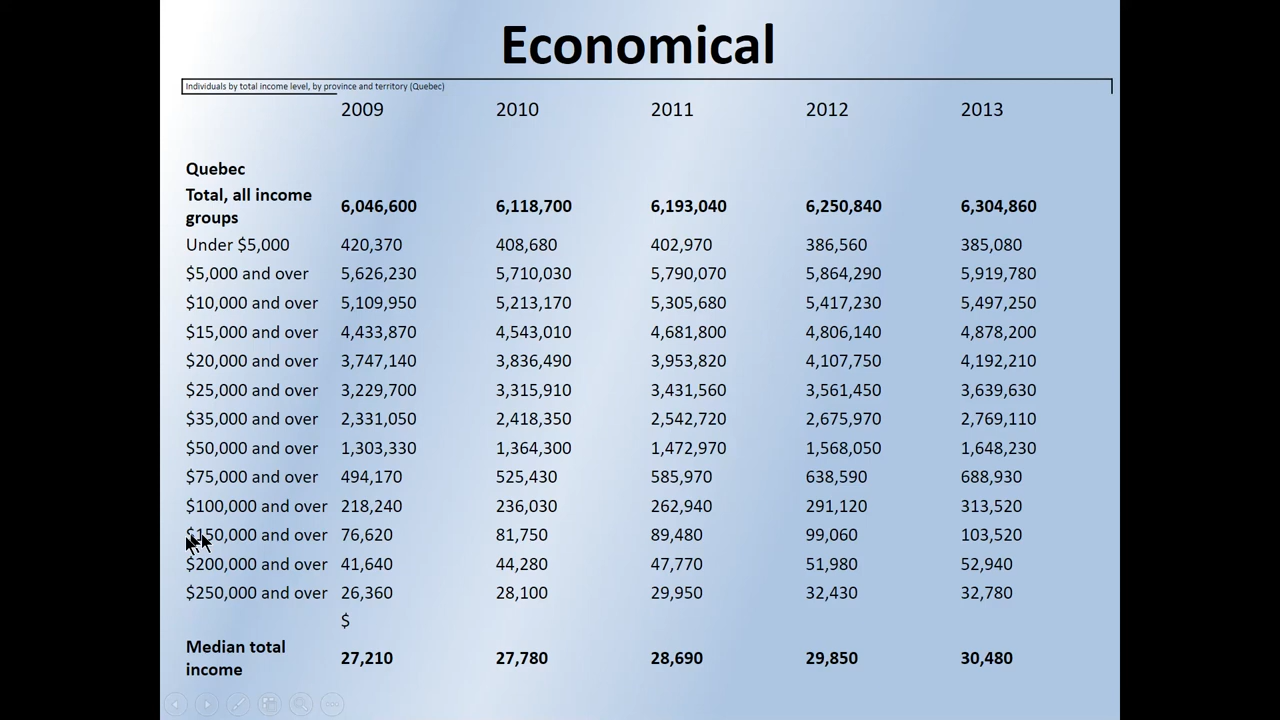 Economical
Individuals by total income level, by province and territory (Quebec)
2009 2010 2011 2012 2013
Quebec
Total, all income
groups 6,046,600 6,118,700 6,193,040 6,250,840 6,304,860
Under $5,000 420,370 408,680 402,970 386,560 385,080
$5,000 and over 5,626,230 5,710,030 5,790,070 5,864,290 5,919,780
$10,000 and over 5,109,950 5,213,170 5,305,680 5,417,230 5,497,250
$15,000 and over 4,433,870 4,543,010 4,681,800 4,806,140 4,878,200
$20,000 and over 3,747,140 3,836,490 3,953,820 4,107,750 4,192,210
$25,000 and over 3,229,700 3,315,910 3,431,560 3,561,450 3,639,630
$35,000 and over 2,331,050 2,418,350 2,542,720 2,675,970 2,769,110
$50,000 and over 1,303,330 1,364,300 1,472,970 1,568,050 1,648,230
$75,000 and over 494,170 525,430 585,970 638,590 688,930
$100,000 and over 218,240 236,030 262,940 291,120 313,520
$150,000 and over 76,620 81,750 89,480 99,060 103,520
$200,000 and over 41,640 44,280 47,770 51,980 52,940
$250,000 and over 26,360 28,100 29,950 32,430 32,780
$
Median total
income 27,210 27,780 28,690 29,850 30,480